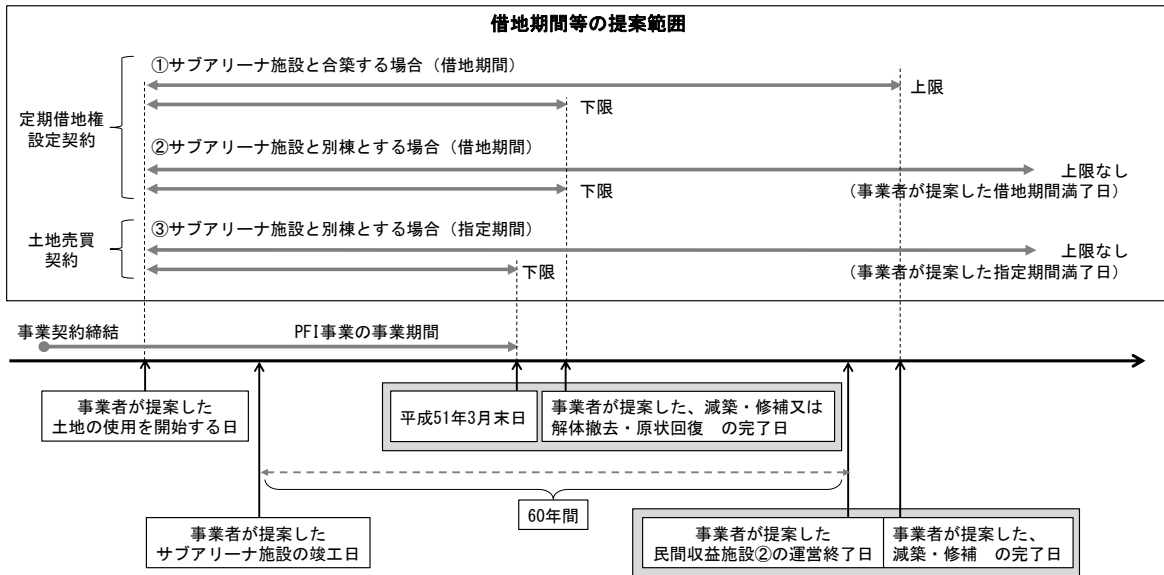 借地期間等の提案範囲
①サブアリーナ施設と合築する場合（借地期間）
上限
下限
定期借地権
設定契約
②サブアリーナ施設と別棟とする場合（借地期間）
上限なし
（事業者が提案した借地期間満了日）
下限
③サブアリーナ施設と別棟とする場合（指定期間）
土地売買
契約
上限なし
（事業者が提案した指定期間満了日）
下限
事業契約締結
PFI事業の事業期間
事業者が提案した
土地の使用を開始する日
平成51年3月末日
事業者が提案した、減築・修補又は
解体撤去・原状回復　の完了日
60年間
事業者が提案した
サブアリーナ施設の竣工日
事業者が提案した
民間収益施設②の運営終了日
事業者が提案した、
減築・修補　の完了日